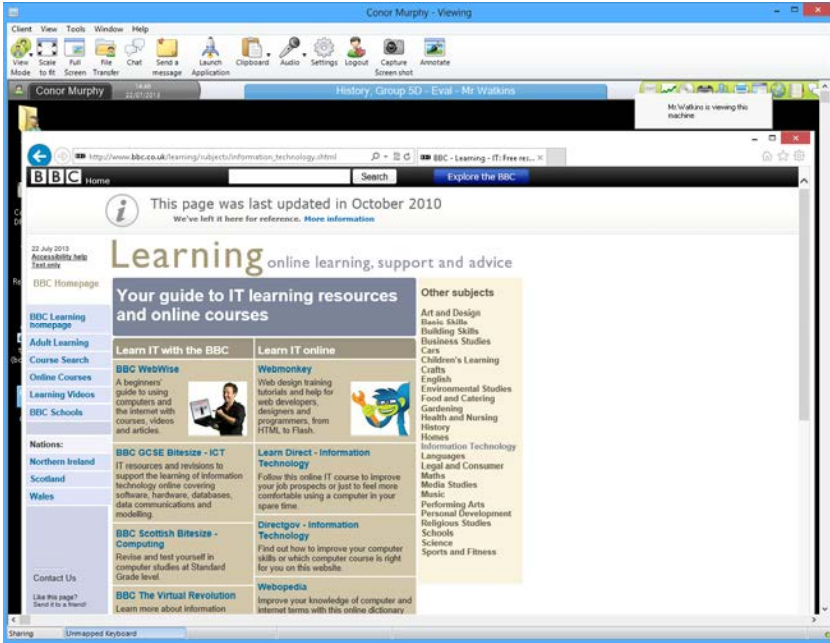 Conor Murphy - Viewing
Client View Tools Window Help
View Mode
Scale to fit
Full Screen
File Transfer
Chat
Send a message
Launch Application
Clipboard
Audio
Settings
Logout
Capture Screen shot
Annotate
Conor Murphy
22/07/2013
History, Group 5D - Eval - Mr Watkins
Mr Watkins is viewing this
machine
http://www.bbc.co.uk/learning/subjects/information_technology.shtml
BBC - Learning - IT: Free res...
BBC Home
Search
Explore the BBC
This page was last updated in October 2010
We've left it here for reference. More information
22 July 2013
Accessibility help
Text only
Learning online learning, support and advice
BBC Homepage
BBC Learning
homepage
Adult Learning
Course Search
Online Courses
Learning Videos
BBC Schools
Nations:
Northern Ireland
Scotland
Wales
Contact Us
Like this page?
Send it to a friend!
Your guide to IT learning resources
and online courses
Learn IT with the BBC
BBC WebWise
A beginners'
guide to using
computers and
the internet with
courses, videos
and articles.
BBC GCSE Bitesize - ICT
IT resources and revisions to
support the learning of information
technology online covering
software, hardware, databases,
data communications and
modelling.
BBC Scottish Bitesize -
Computing
Revise and test yourself in
computer studies at Standard
Grade level.
BBC The Virtual Revolution
Learn more about information
Learn IT online
Webmonkey
Web design training
tutorials and help for
web developers,
designers and
programmers, from
HTML to Flash.
Learn Direct - Information
Technology
Follow this online IT course to improve
your job prospects or just to feel more
comfortable using a computer in your
spare time.
Directgov - Information
Technology
Find out how to improve your computer
skills or which computer course is right
for you on this website.
Webopedia
Improve your knowledge of computer and
internet terms with this online dictionary
Other subjects
Art and Design
Basic Skills
Building Skills
Business Studies
Cars
Children's Learning
Crafts
English
Environmental Studies
Food and Catering
Gardening
Health and Nursing
History
Homes
Information Technology
Languages
Legal and Consumer
Maths
Media Studies
Music
Performing Arts
Personal Development
Religious Studies
Schools
Science
Sports and Fitness
Sharing
Unmapped Keyboard